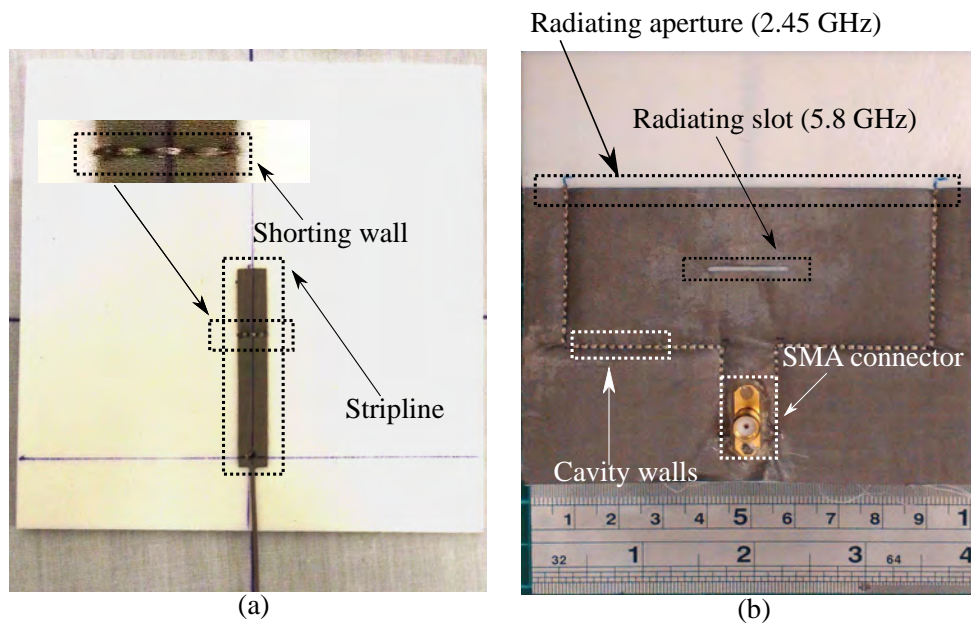 Shorting wall
Stripline
(a)
Radiating aperture (2.45 GHz)
Radiating slot (5.8 GHz)
SMA connector
Cavity walls
1 2 3 4 5 6 7 8 9 1
32 1 2 3 64 4
(b)